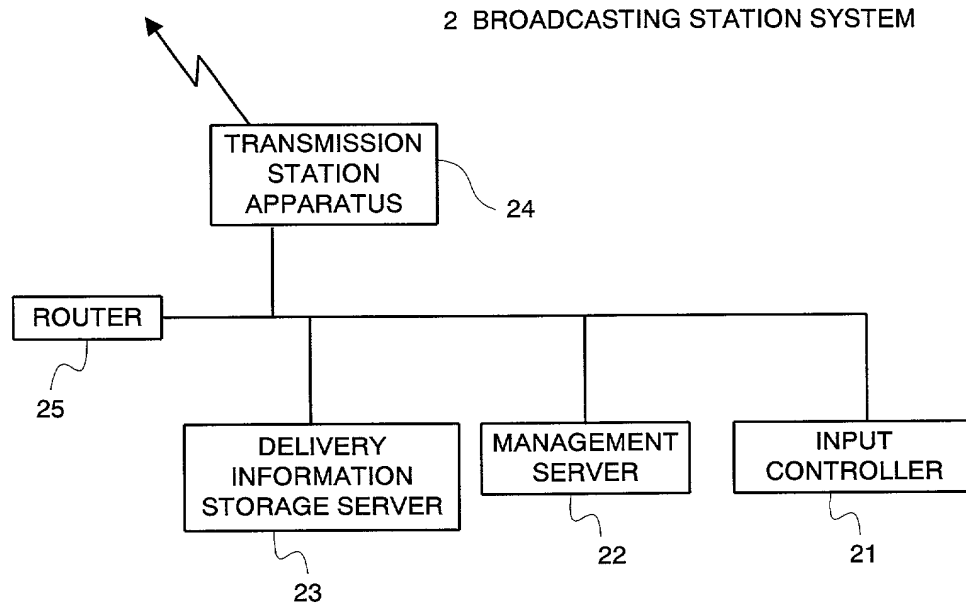 2 BROADCASTING STATION SYSTEM
TRANSMISSION
STATION
APPARATUS
24
ROUTER
25
DELIVERY
INFORMATION
STORAGE SERVER
23
MANAGEMENT
SERVER
22
INPUT
CONTROLLER
21